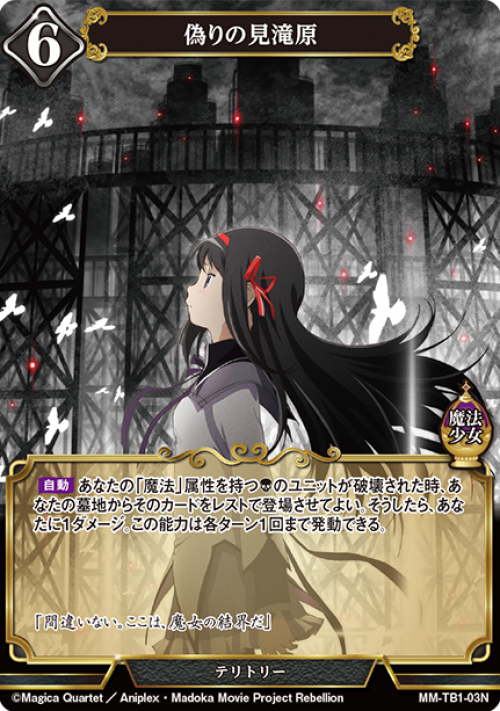 6
偽りの見滝原
魔法
少女
自動 あなたの「魔法」属性を持つ💀のユニットが破壊された時、あ
なたの墓地からそのカードをレストで登場させてよい。そうしたら、あな
たに1ダメージ。この能力は各ターン1回まで発動できる。
「間違いない。ここは、魔女の結界だ」
テリトリー
©Magica Quartet／Aniplex・Madoka Movie Project Rebellion
MM-TB1-03N